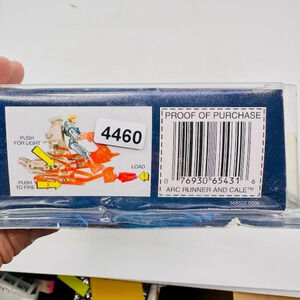 PUSH
FOR LIGHT
4460
LOAD
PUSH
TO FIRE
PROOF OF PURCHASE
0 76930 65431 6
ARC RUNNER AND CALE™